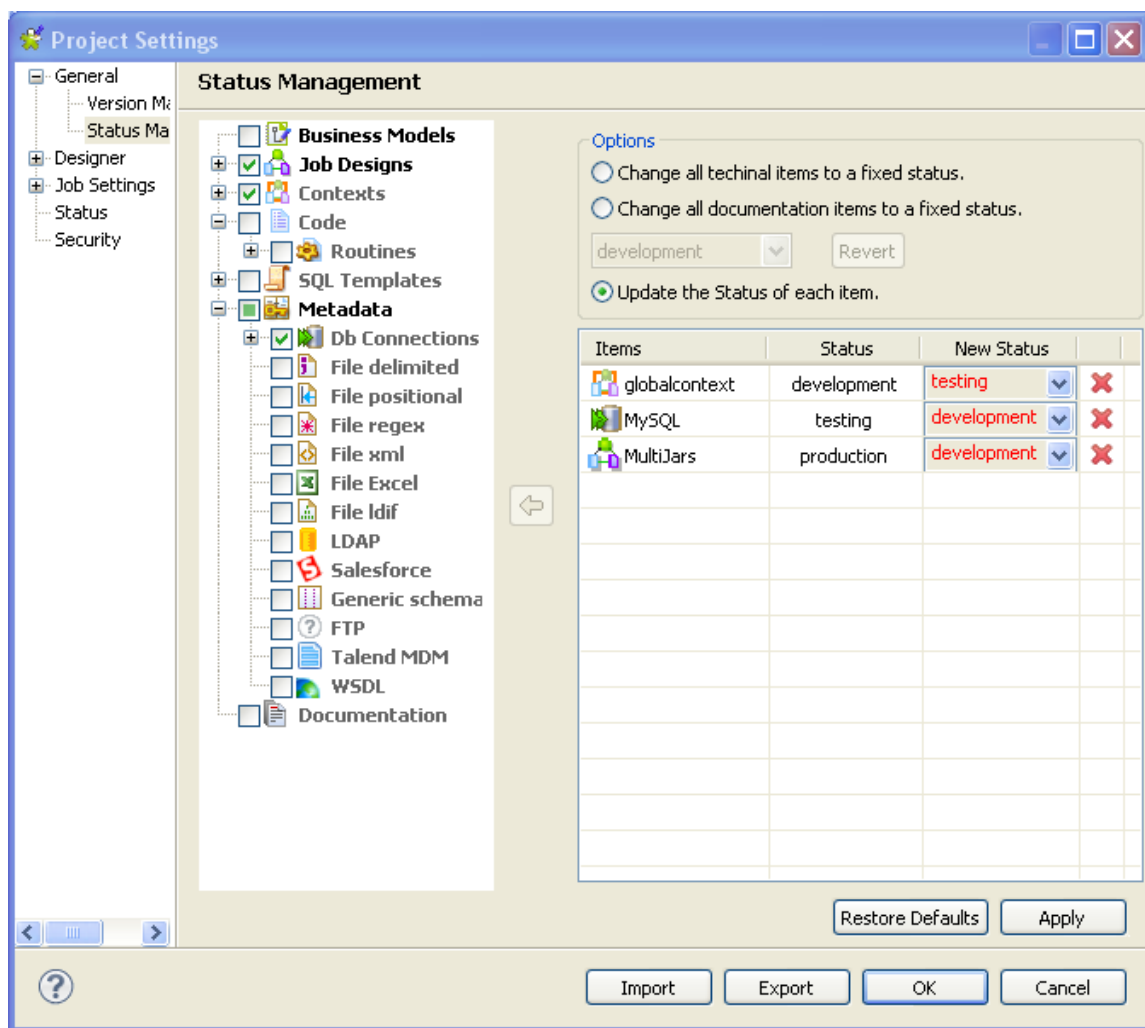 Project Settings
General
Version Ma
Status Ma
Designer
Job Settings
Status
Security
Status Management
Business Models
Job Designs
Contexts
Code
Routines
SQL Templates
Metadata
Db Connections
File delimited
File positional
File regex
File xml
File Excel
File ldif
LDAP
Salesforce
Generic schema
FTP
Talend MDM
WSDL
Documentation
Options
Change all techinal items to a fixed status.
Change all documentation items to a fixed status.
development Revert
Update the Status of each item.
Items Status New Status
globalcontext development testing
MySQL testing development
MultiJars production development
Restore Defaults Apply
Import Export OK Cancel